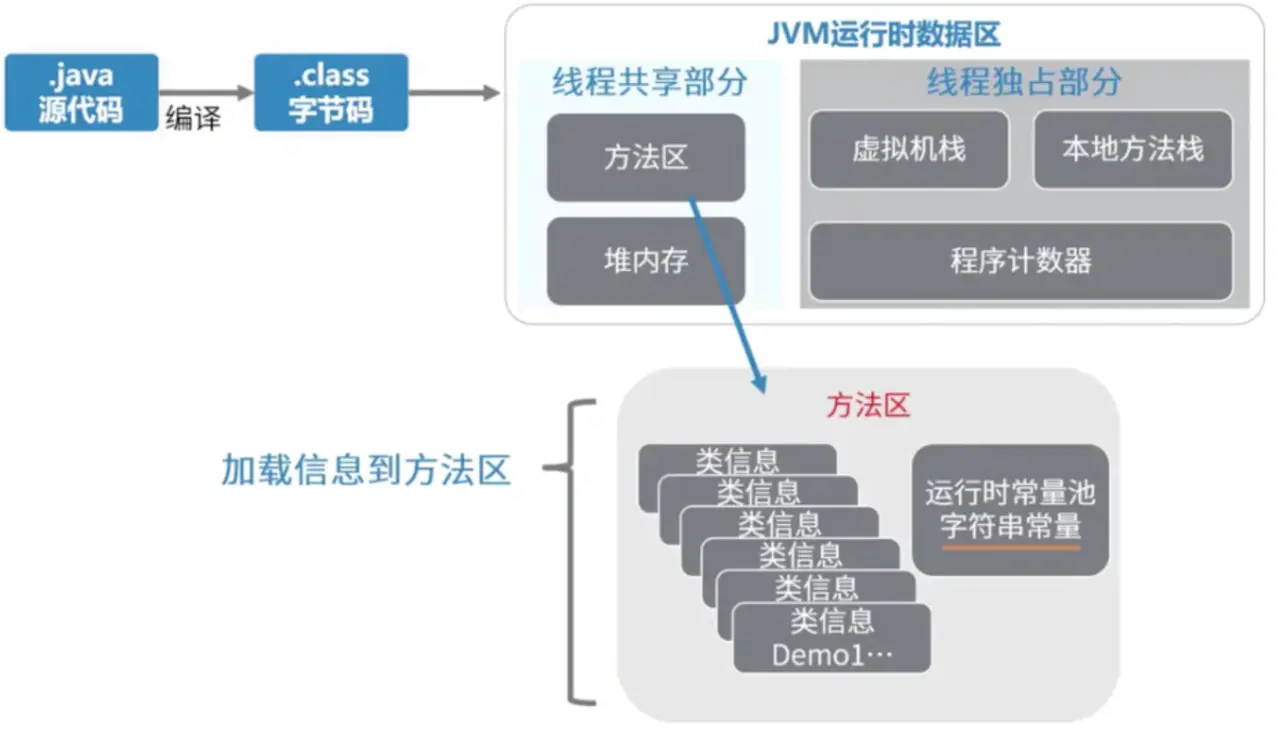 .java
源代码
编译
.class
字节码
JVM运行时数据区
线程共享部分
方法区
堆内存
线程独占部分
虚拟机栈
本地方法栈
程序计数器
加载信息到方法区
方法区
类信息
类信息
类信息
类信息
类信息
类信息
Demo1…
运行时常量池
字符串常量